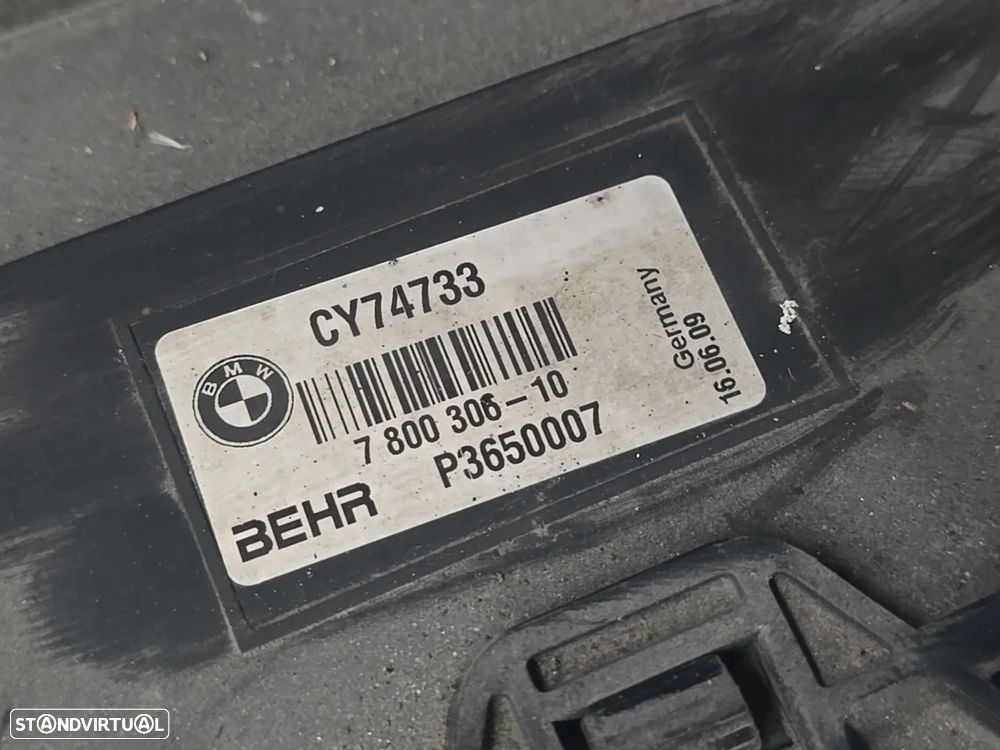 CY74733
BMW
7 800 306-10
P3650007
BEHR
Germany
16.06.09
STANDVIRTUAL